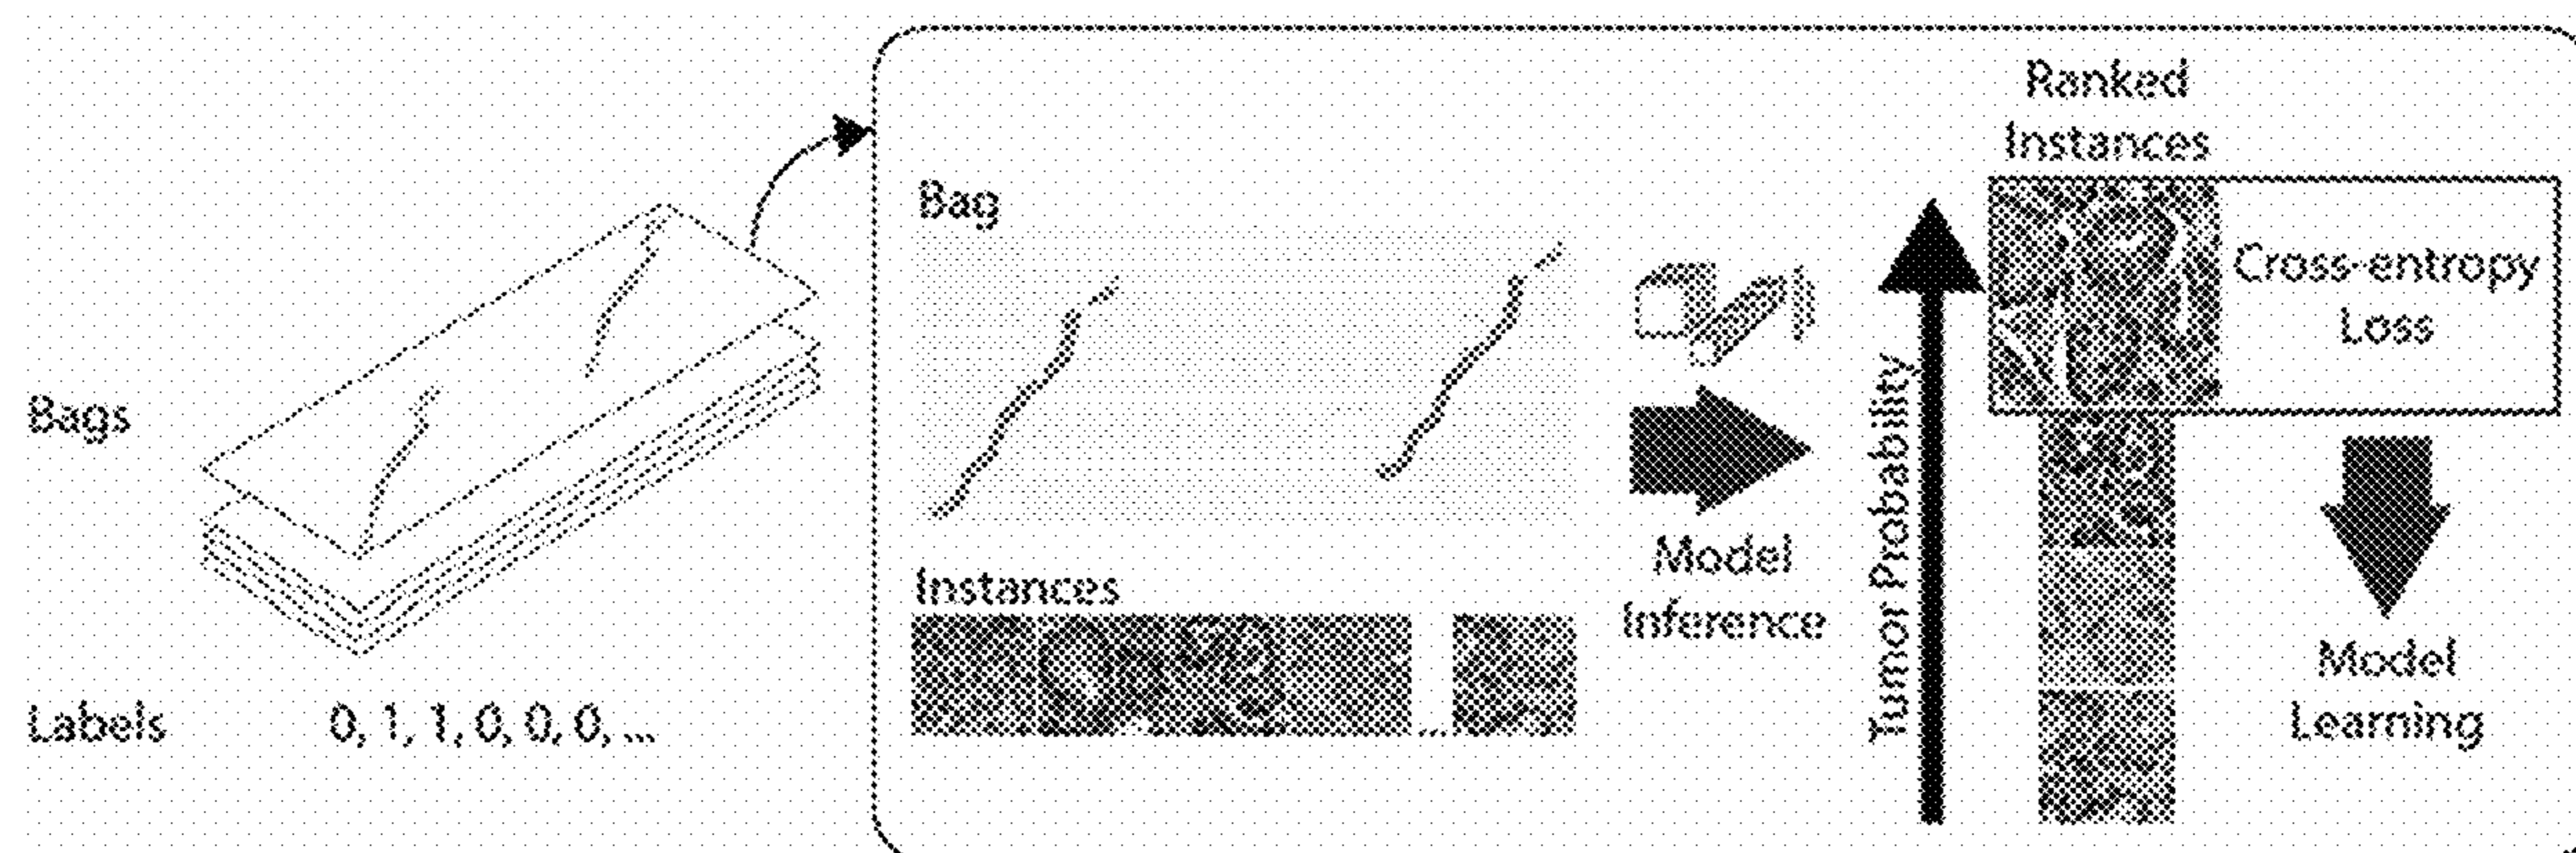 Bags
Labels 0, 1, 1, 0, 0, 0, ...
Bag
Instances
...
Model
Inference
Tumor Probability
Ranked
Instances
Cross-entropy
Loss
Model
Learning